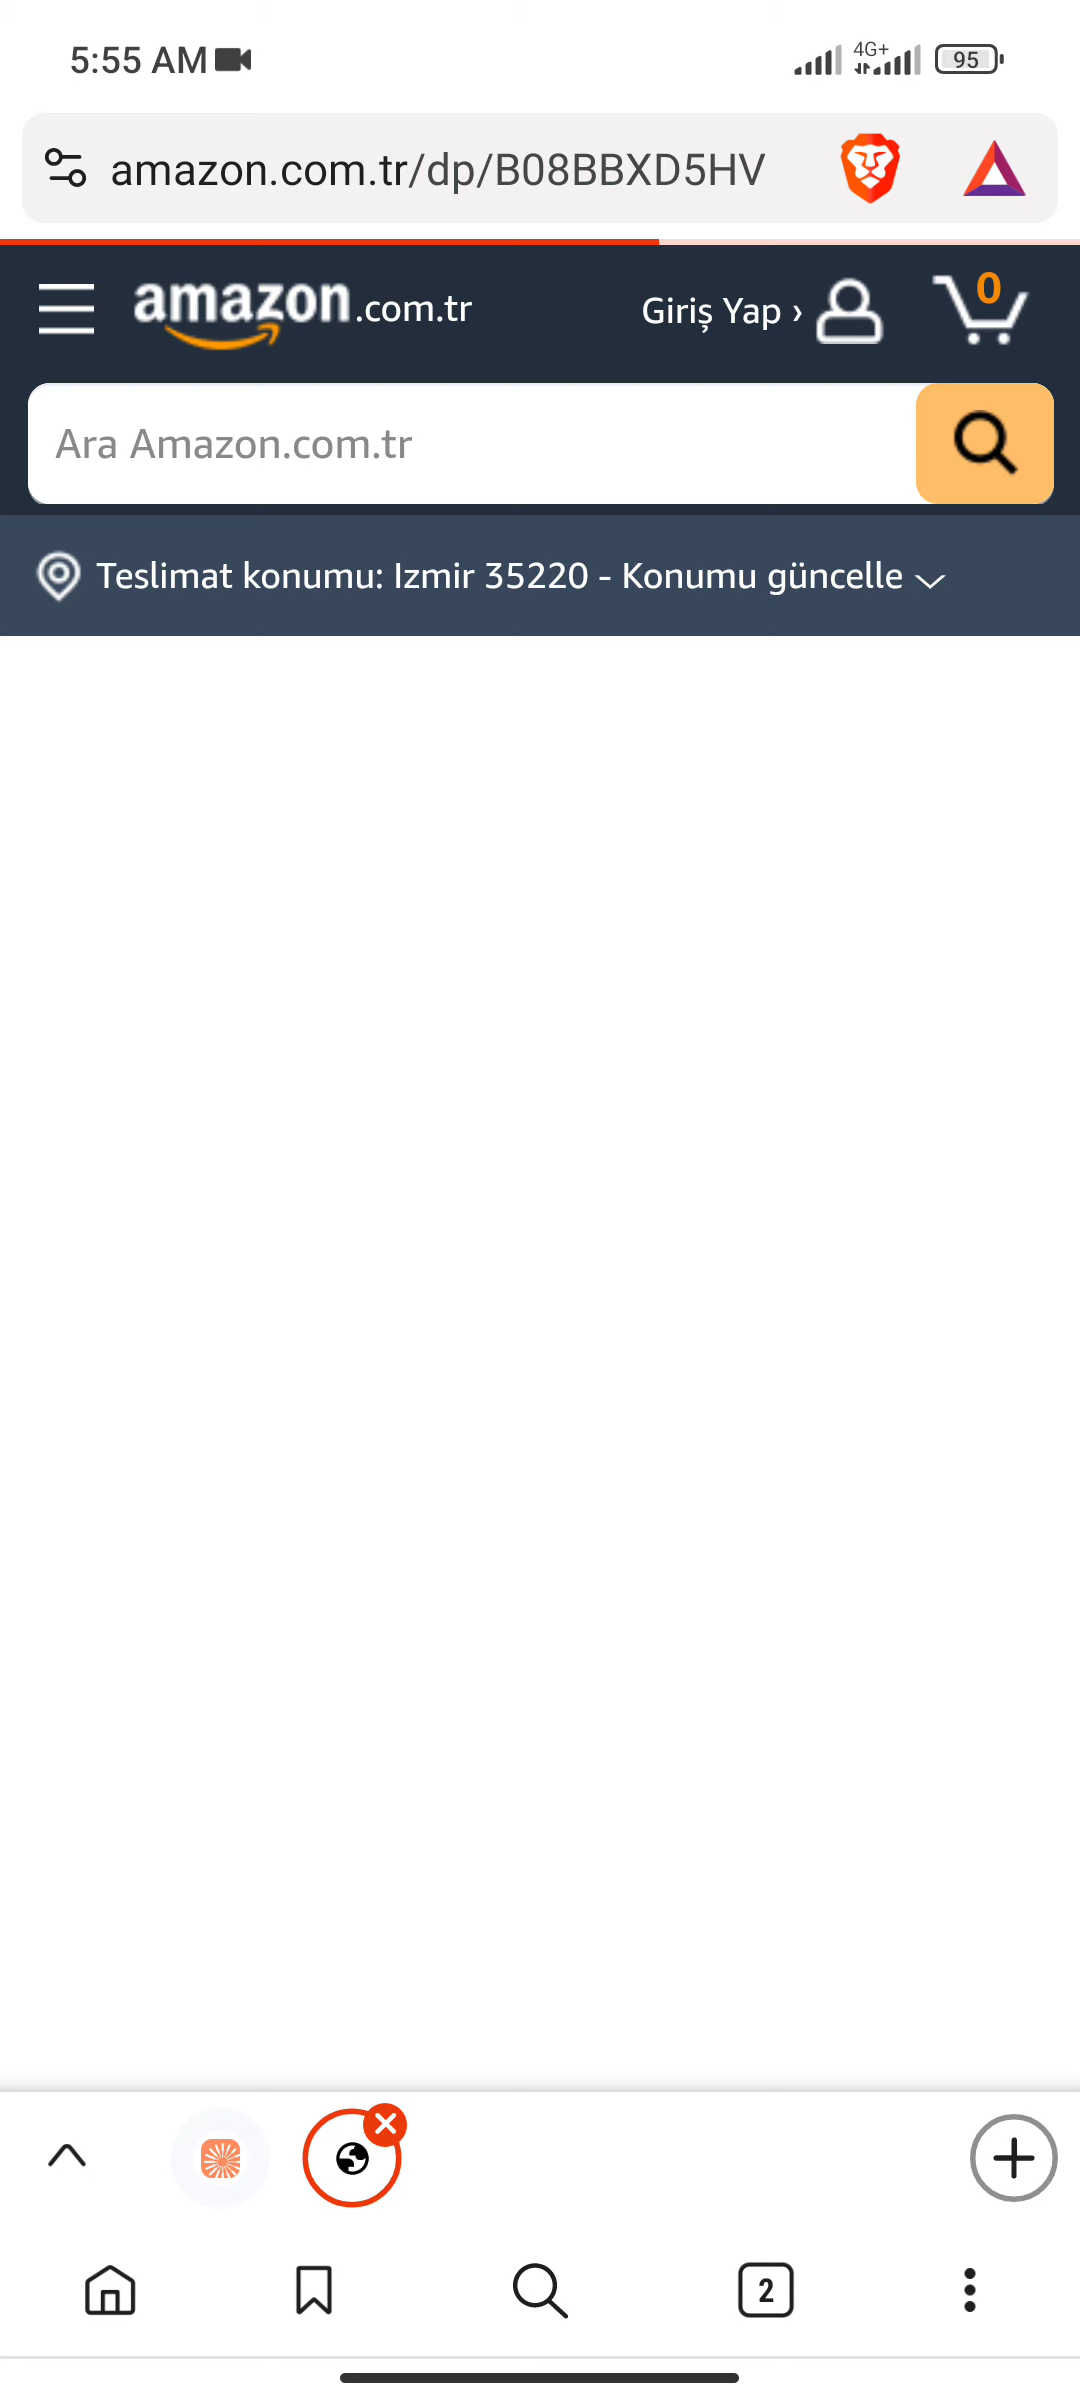 5:55 AM
4G+
95
amazon.com.tr/dp/B08BBXD5HV
amazon.com.tr
Giriş Yap ›
0
Ara Amazon.com.tr
Teslimat konumu: Izmir 35220 - Konumu güncelle
2